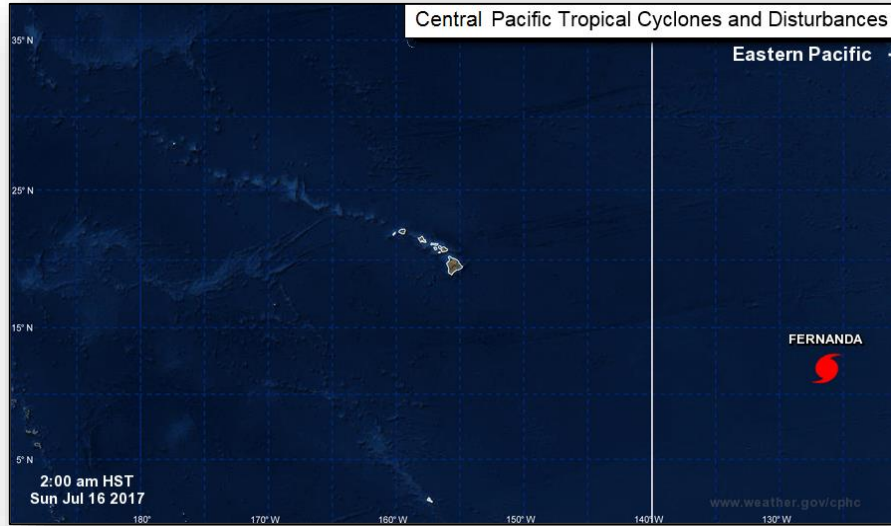 Central Pacific Tropical Cyclones and Disturbances
35° N
Eastern Pacific
25° N
15° N
FERNANDA
5° N
2:00 am HST
Sun Jul 16 2017
www.weather.gov/cphc
180°
170° W
160° W
150° W
140° W
130° W